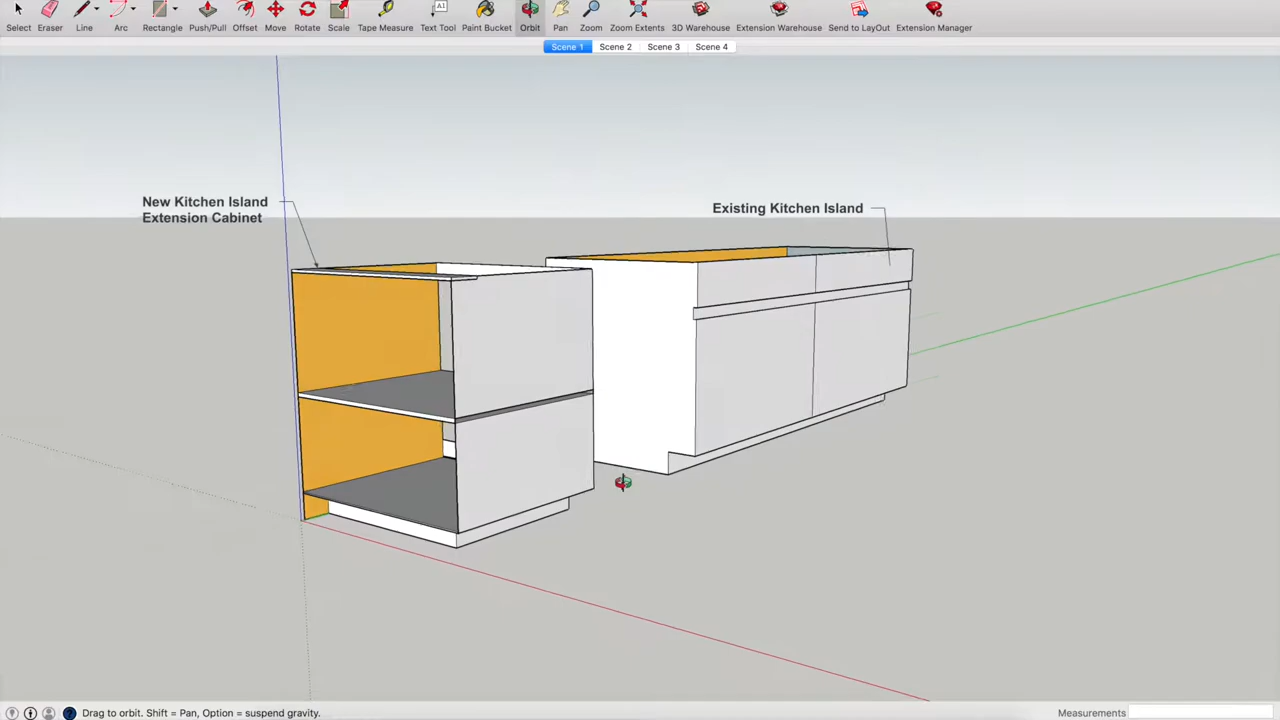 Select Eraser Line Arc Rectangle Push/Pull Offset Move Rotate Scale Tape Measure Text Tool Paint Bucket Orbit Pan Zoom Zoom Extents 3D Warehouse Extension Warehouse Send to LayOut Extension Manager
A1
Scene 1 Scene 2 Scene 3 Scene 4
New Kitchen Island
Extension Cabinet
Existing Kitchen Island
Drag to orbit. Shift = Pan, Option = suspend gravity.
Measurements